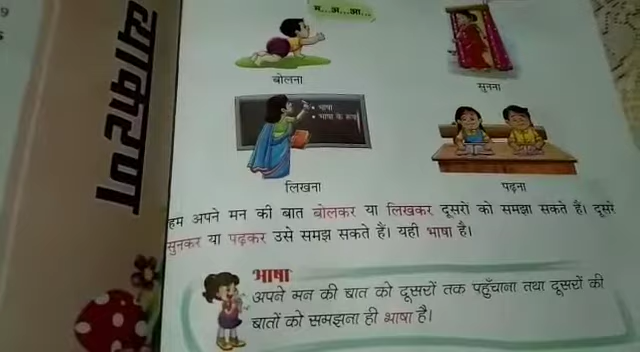 व्याकरण
म...अ...आ...
बोलना
सुनना
• भाषा
• भाषा के रूप
लिखना
पढ़ना
हम अपने मन की बात बोलकर या लिखकर दूसरों को समझा सकते हैं। दूसरे
सुनकर या पढ़कर उसे समझ सकते हैं। यही भाषा है।
भाषा
अपने मन की बात को दूसरों तक पहुँचाना तथा दूसरों की
बातों को समझना ही भाषा है।